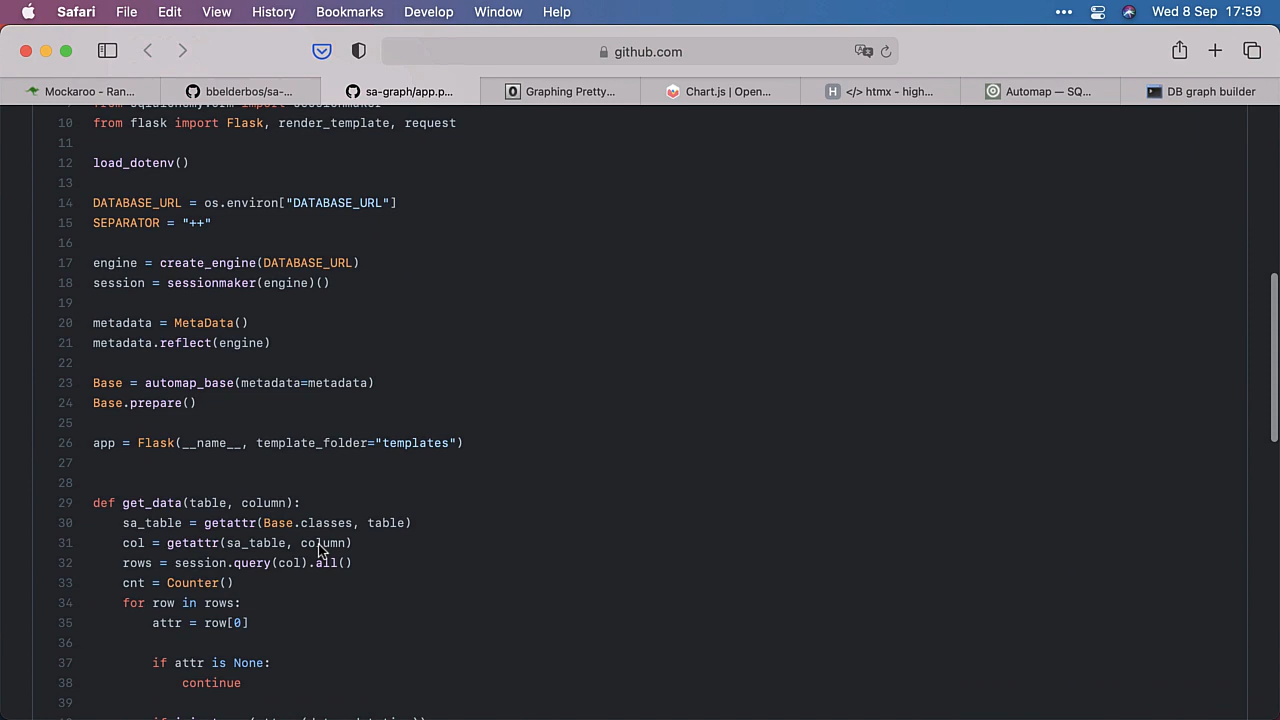 Safari File Edit View History Bookmarks Develop Window Help ••• Wed 8 Sep 17:59
github.com
Mockaroo - Ran... bbelderbos/sa-... sa-graph/app.p... Graphing Pretty... Chart.js | Open... H </> htmx - high... Automap — SQ... DB graph builder
10 from flask import Flask, render_template, request
11
12 load_dotenv()
13
14 DATABASE_URL = os.environ["DATABASE_URL"]
15 SEPARATOR = "++"
16
17 engine = create_engine(DATABASE_URL)
18 session = sessionmaker(engine)()
19
20 metadata = MetaData()
21 metadata.reflect(engine)
22
23 Base = automap_base(metadata=metadata)
24 Base.prepare()
25
26 app = Flask(__name__, template_folder="templates")
27
28
29 def get_data(table, column):
30 sa_table = getattr(Base.classes, table)
31 col = getattr(sa_table, column)
32 rows = session.query(col).all()
33 cnt = Counter()
34 for row in rows:
35 attr = row[0]
36
37 if attr is None:
38 continue
39